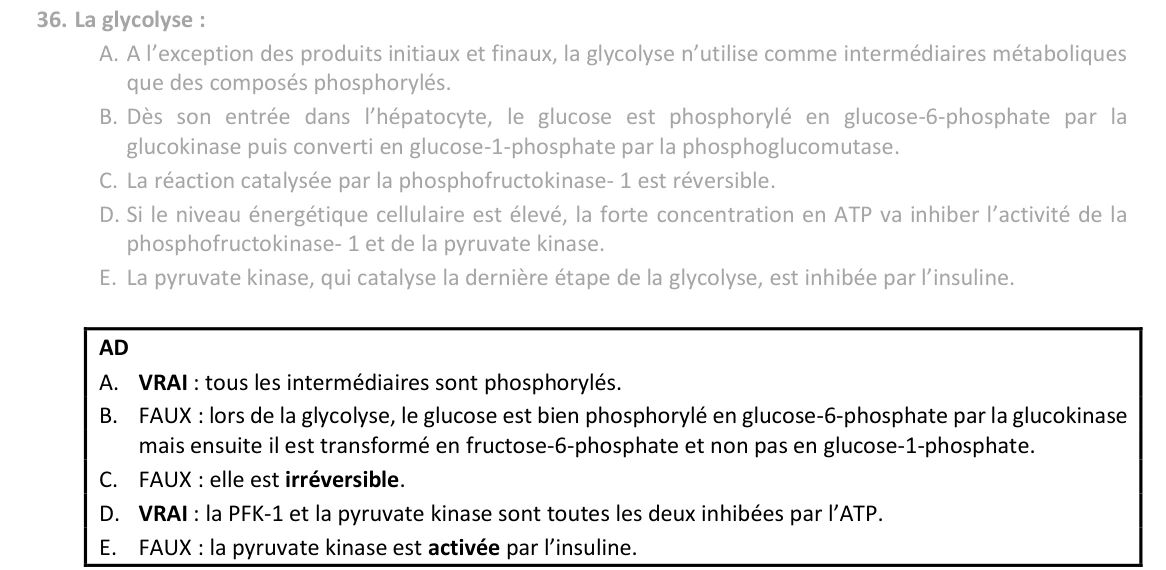 36. La glycolyse :
A. A l’exception des produits initiaux et finaux, la glycolyse n’utilise comme intermédiaires métaboliques
que des composés phosphorylés.
B. Dès son entrée dans l’hépatocyte, le glucose est phosphorylé en glucose-6-phosphate par la
glucokinase puis converti en glucose-1-phosphate par la phosphoglucomutase.
C. La réaction catalysée par la phosphofructokinase- 1 est réversible.
D. Si le niveau énergétique cellulaire est élevé, la forte concentration en ATP va inhiber l’activité de la
phosphofructokinase- 1 et de la pyruvate kinase.
E. La pyruvate kinase, qui catalyse la dernière étape de la glycolyse, est inhibée par l’insuline.
AD
A. VRAI : tous les intermédiaires sont phosphorylés.
B. FAUX : lors de la glycolyse, le glucose est bien phosphorylé en glucose-6-phosphate par la glucokinase
mais ensuite il est transformé en fructose-6-phosphate et non pas en glucose-1-phosphate.
C. FAUX : elle est irréversible.
D. VRAI : la PFK-1 et la pyruvate kinase sont toutes les deux inhibées par l’ATP.
E. FAUX : la pyruvate kinase est activée par l’insuline.